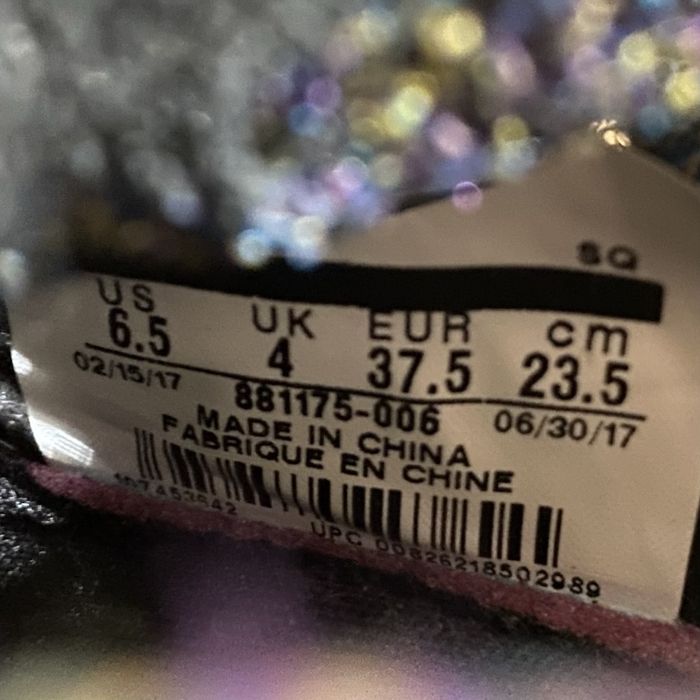 SQ
US UK EUR cm
6.5 4 37.5 23.5
02/15/17 881175-006 06/30/17
MADE IN CHINA
FABRIQUE EN CHINE
UPC 00826218502989